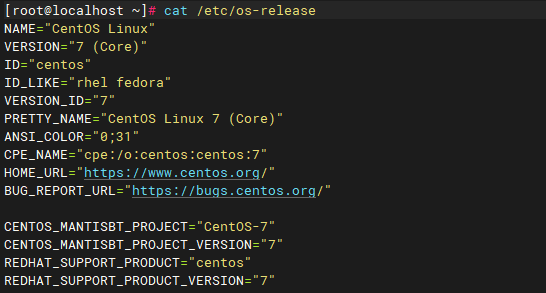 [root@localhost ~]# cat /etc/os-release
NAME="CentOS Linux"
VERSION="7 (Core)"
ID="centos"
ID_LIKE="rhel fedora"
VERSION_ID="7"
PRETTY_NAME="CentOS Linux 7 (Core)"
ANSI_COLOR="0;31"
CPE_NAME="cpe:/o:centos:centos:7"
HOME_URL="https://www.centos.org/"
BUG_REPORT_URL="https://bugs.centos.org/"

CENTOS_MANTISBT_PROJECT="CentOS-7"
CENTOS_MANTISBT_PROJECT_VERSION="7"
REDHAT_SUPPORT_PRODUCT="centos"
REDHAT_SUPPORT_PRODUCT_VERSION="7"